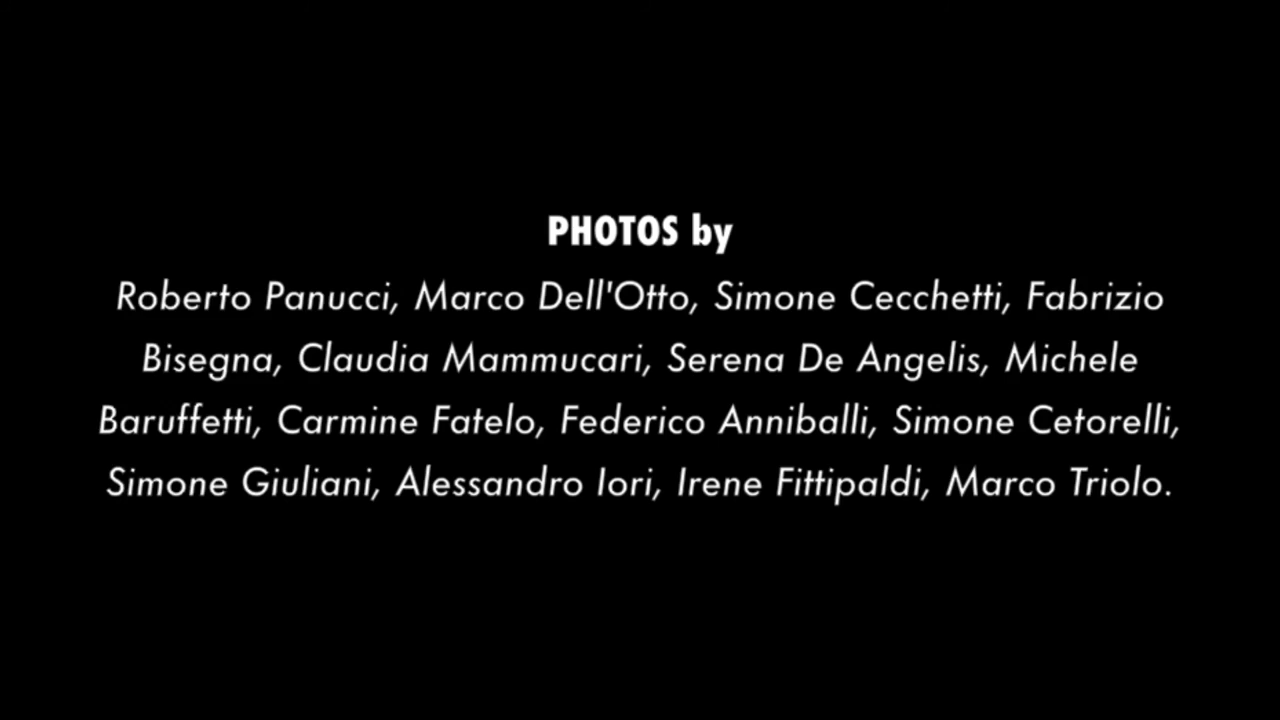 PHOTOS by
Roberto Panucci, Marco Dell'Otto, Simone Cecchetti, Fabrizio
Bisegna, Claudia Mammucari, Serena De Angelis, Michele
Baruffetti, Carmine Fatelo, Federico Anniballi, Simone Cetorelli,
Simone Giuliani, Alessandro Iori, Irene Fittipaldi, Marco Triolo.